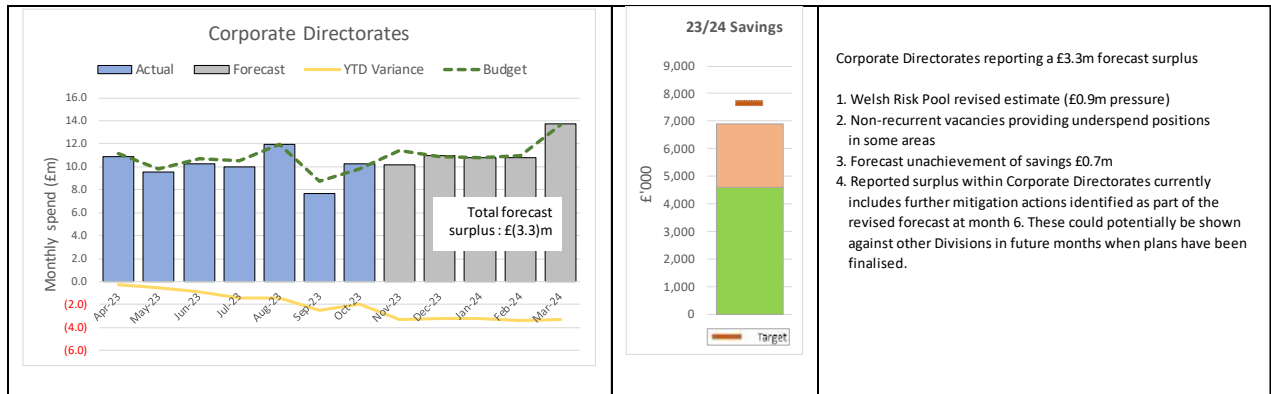 Corporate Directorates
Actual
Forecast
YTD Variance
Budget
Monthly spend (£m)
16.0
14.0
12.0
10.0
8.0
6.0
4.0
2.0
0.0
(2.0)
(4.0)
(6.0)
Total forecast
surplus : £(3.3)m
Apr-23
May-23
Jun-23
Jul-23
Aug-23
Sep-23
Oct-23
Nov-23
Dec-23
Jan-24
Feb-24
Mar-24
23/24 Savings
£'000
9,000
8,000
7,000
6,000
5,000
4,000
3,000
2,000
1,000
0
Target
Corporate Directorates reporting a £3.3m forecast surplus
1. Welsh Risk Pool revised estimate (£0.9m pressure)
2. Non-recurrent vacancies providing underspend positions
in some areas
3. Forecast unachievement of savings £0.7m
4. Reported surplus within Corporate Directorates currently
includes further mitigation actions identified as part of the
revised forecast at month 6. These could potentially be shown
against other Divisions in future months when plans have been
finalised.